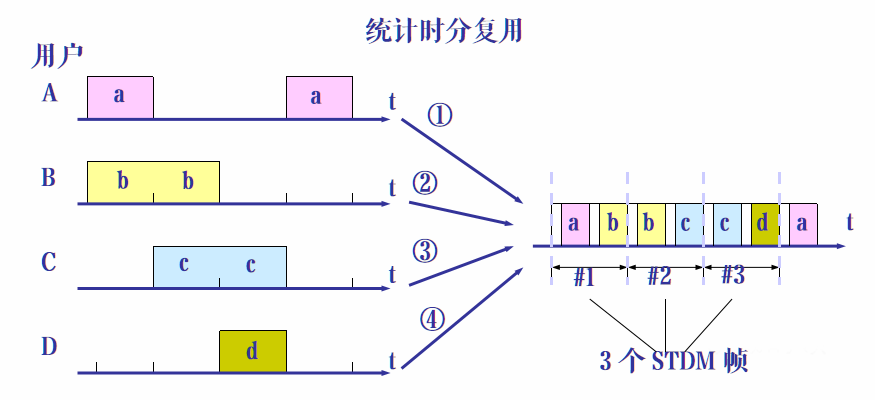 统计时分复用
用户
A a a t ①
B b b t ②
C c c t ③
D d t ④
a b b c c d a t
#1 #2 #3
3 个 STDM 帧